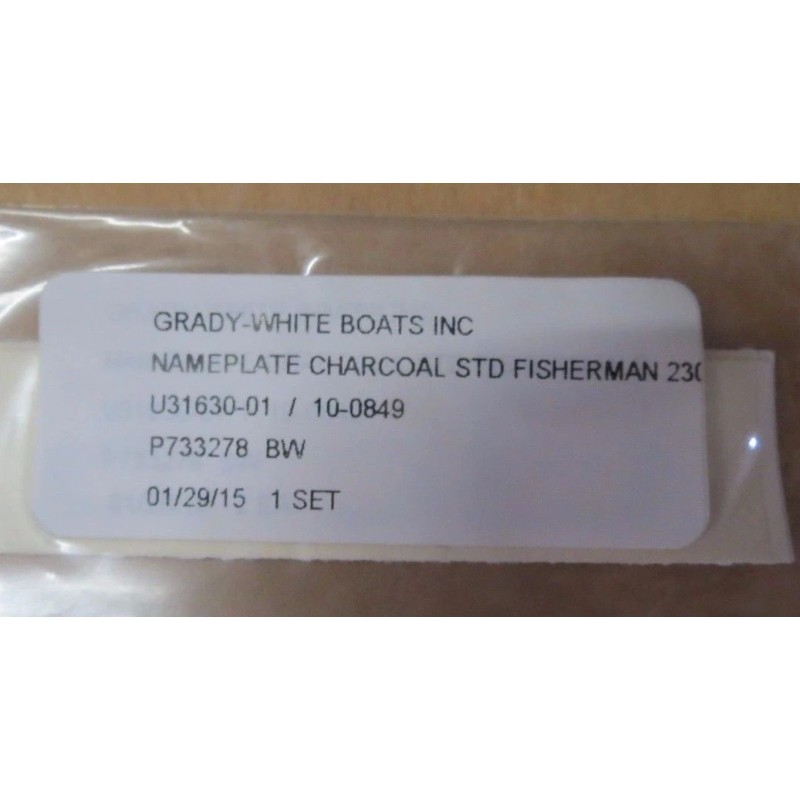 GRADY-WHITE BOATS INC
NAMEPLATE CHARCOAL STD FISHERMAN 230
U31630-01 / 10-0849
P733278 BW
01/29/15 1 SET